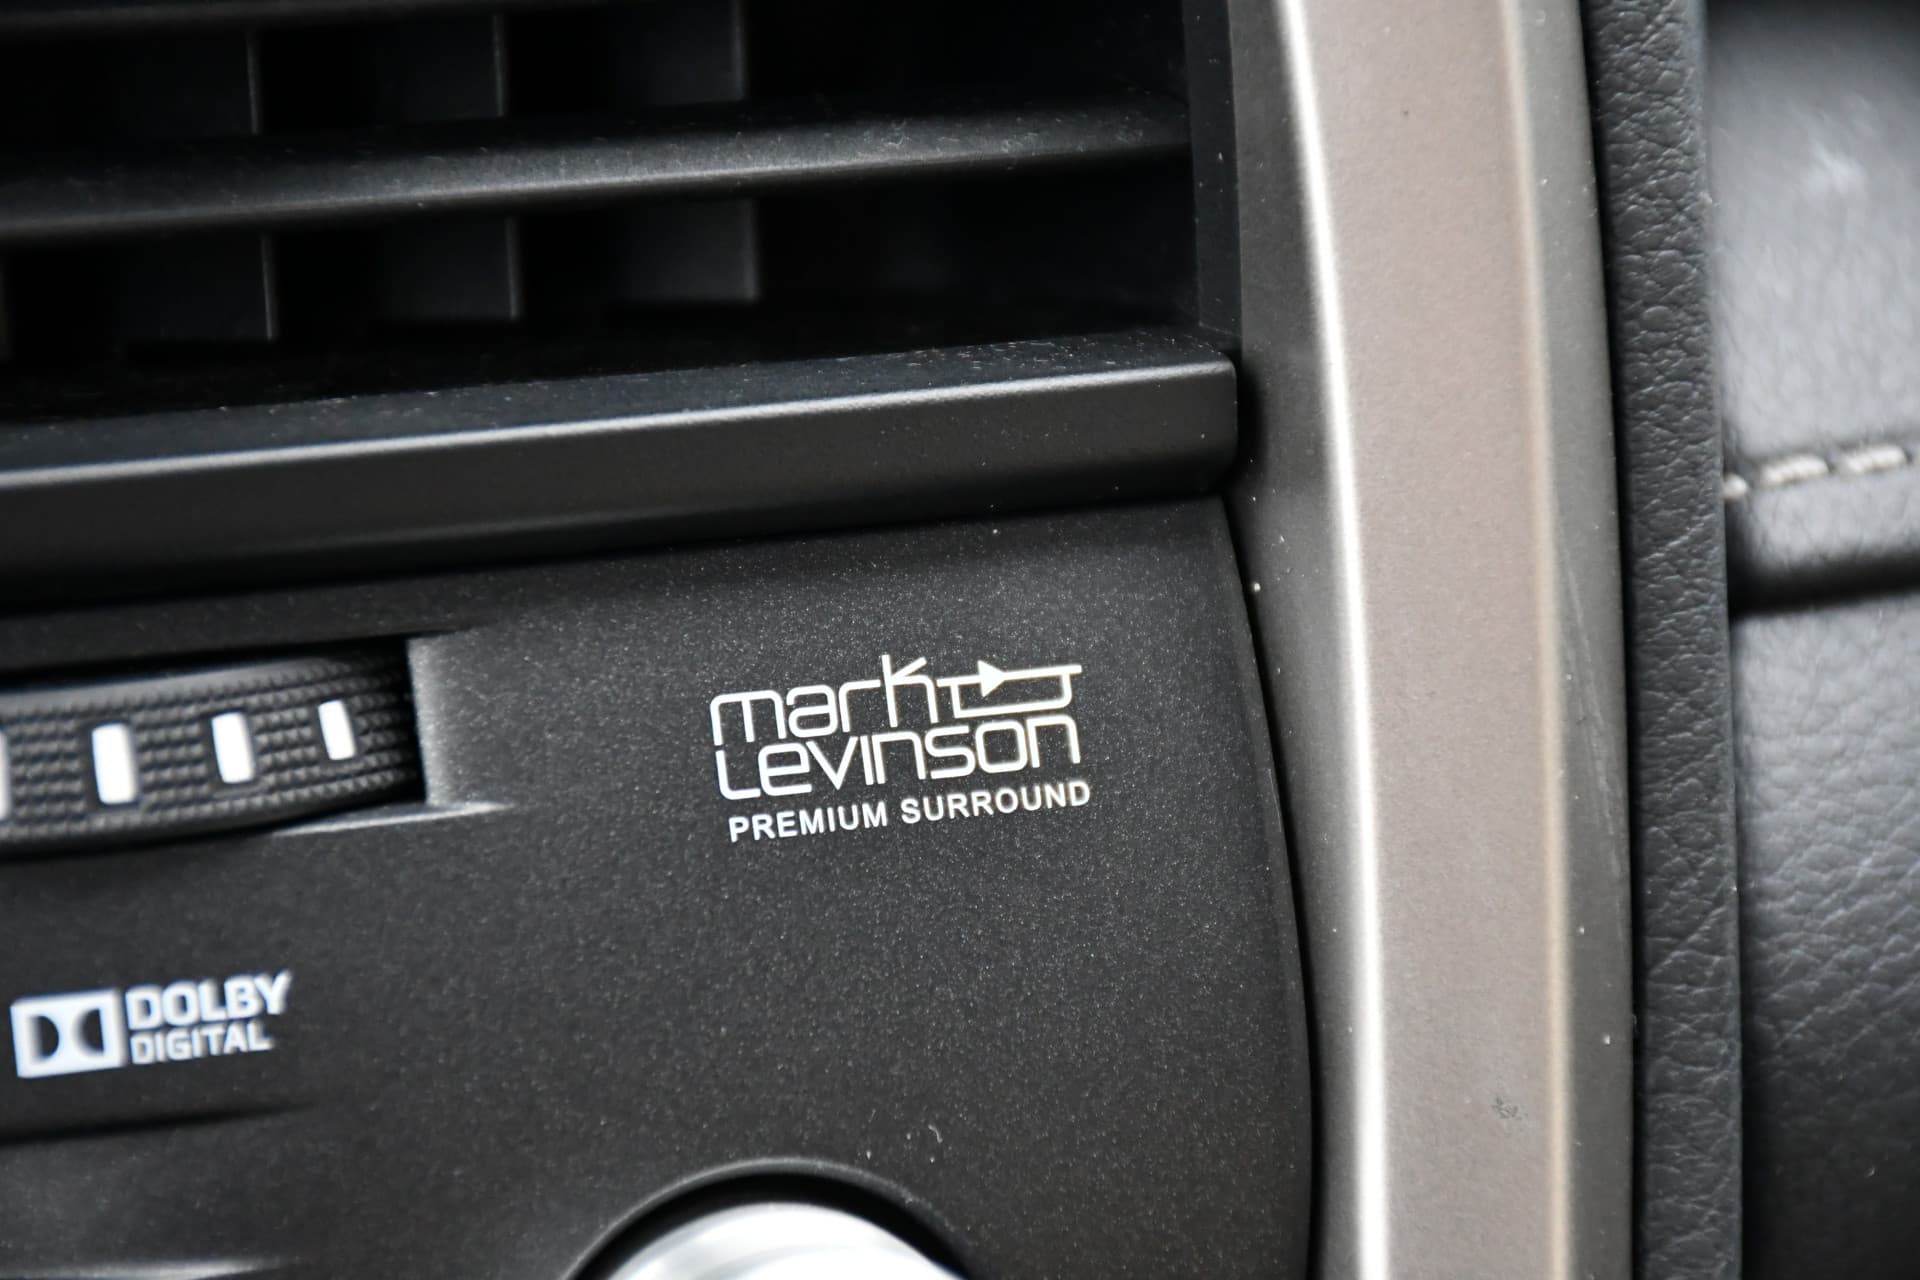 mark
LEVINSON
PREMIUM SURROUND
DOLBY
DIGITAL